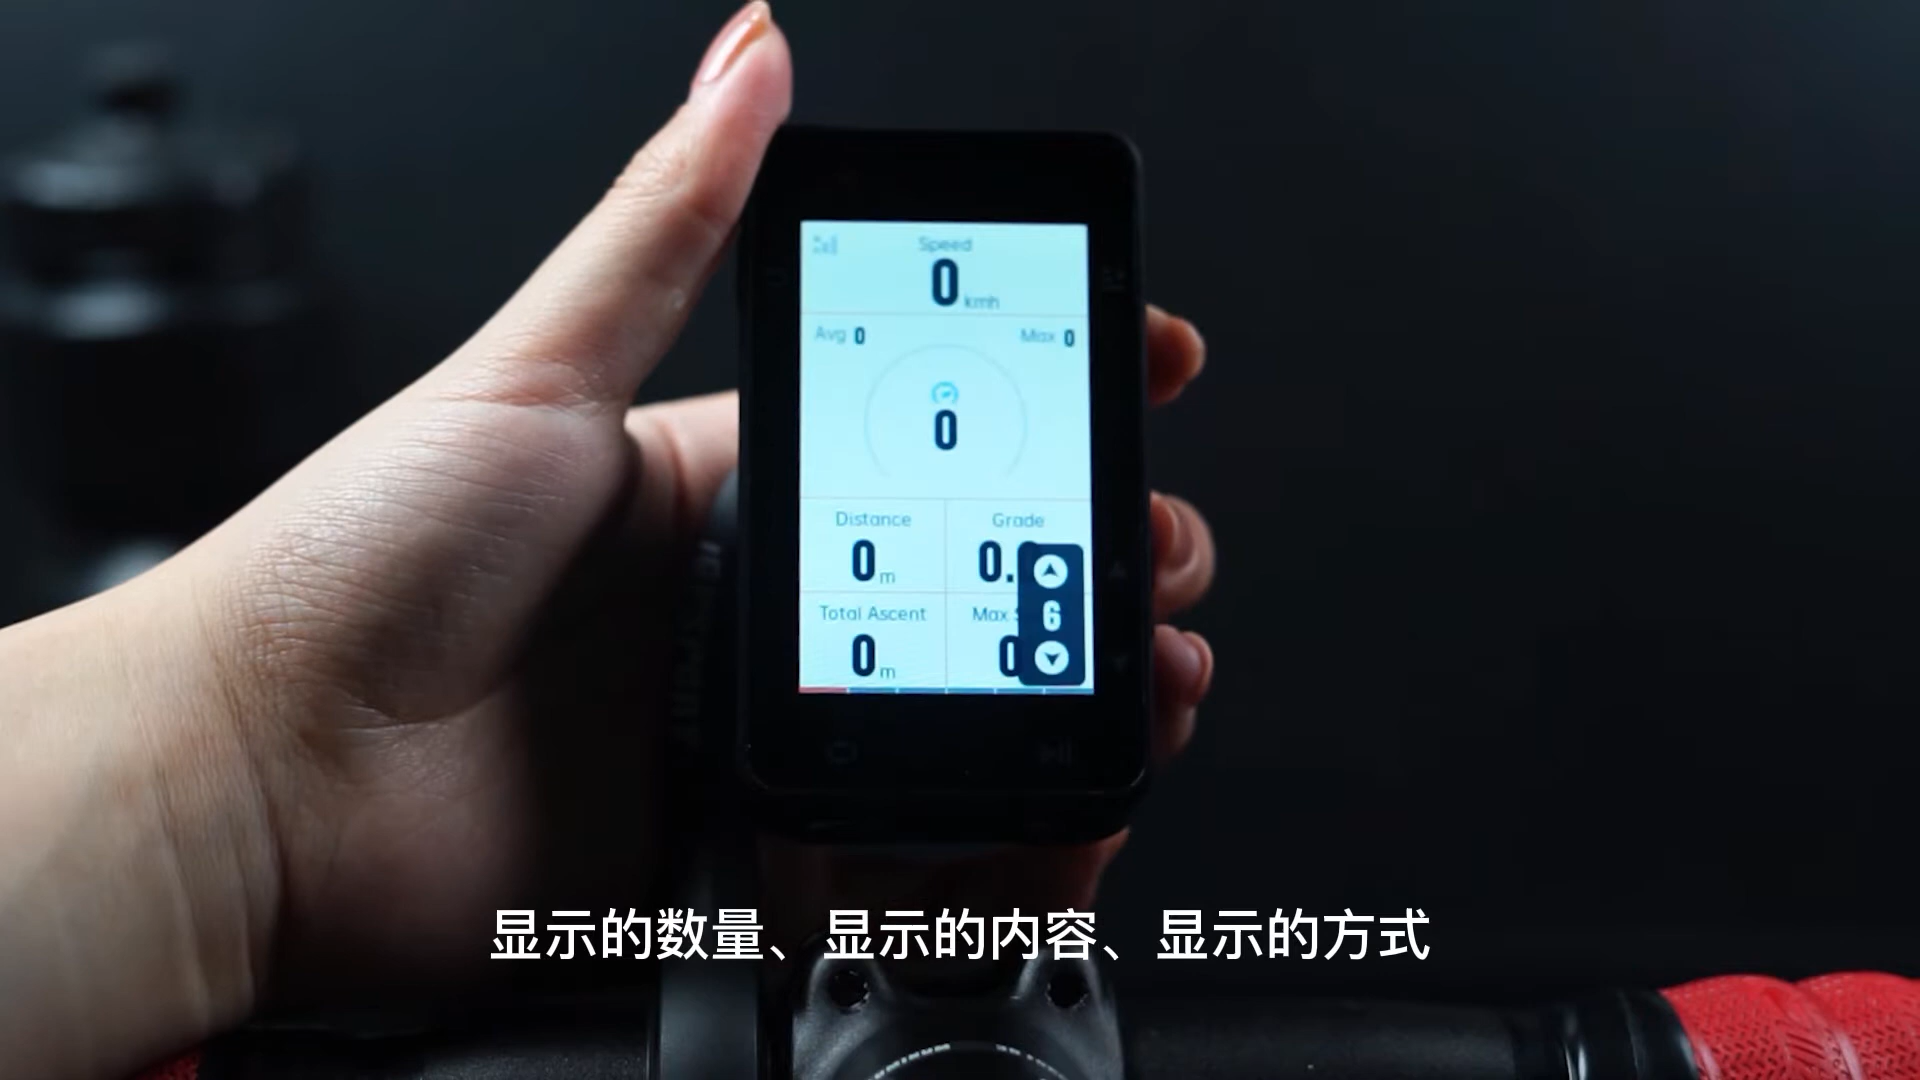 Speed
0 kmh
Avg 0 Max 0
0
Distance Grade
0 m 0.
6
Total Ascent Max
0 m 0
显示的数量、显示的内容、显示的方式